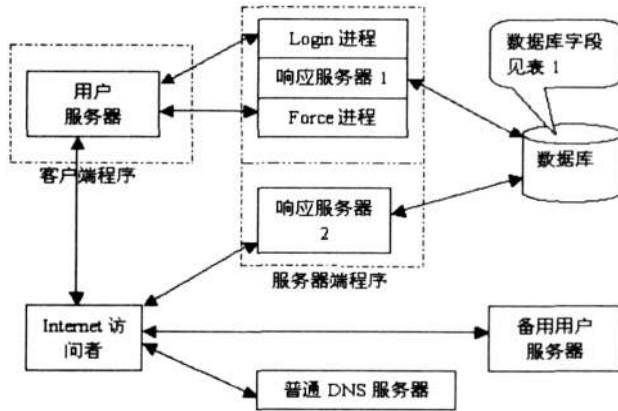 Login 进程
响应服务器 1
Force 进程
数据库字段
见表 1
用户
服务器
客户端程序
数据库
响应服务器
2
服务器端程序
Internet 访
问者
备用用户
服务器
普通 DNS 服务器